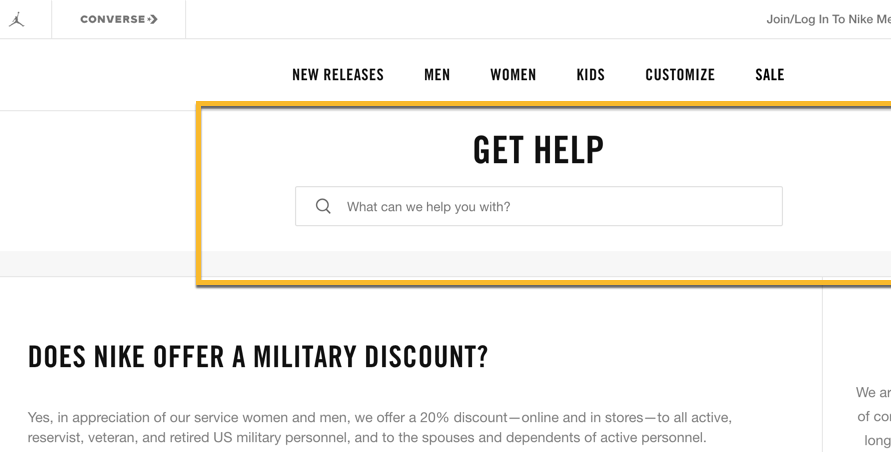 CONVERSE
Join/Log In To Nike Me
NEW RELEASES MEN WOMEN KIDS CUSTOMIZE SALE
GET HELP
What can we help you with?
DOES NIKE OFFER A MILITARY DISCOUNT?
Yes, in appreciation of our service women and men, we offer a 20% discount—online and in stores—to all active,
reservist, veteran, and retired US military personnel, and to the spouses and dependents of active personnel.
We ar
of co
long